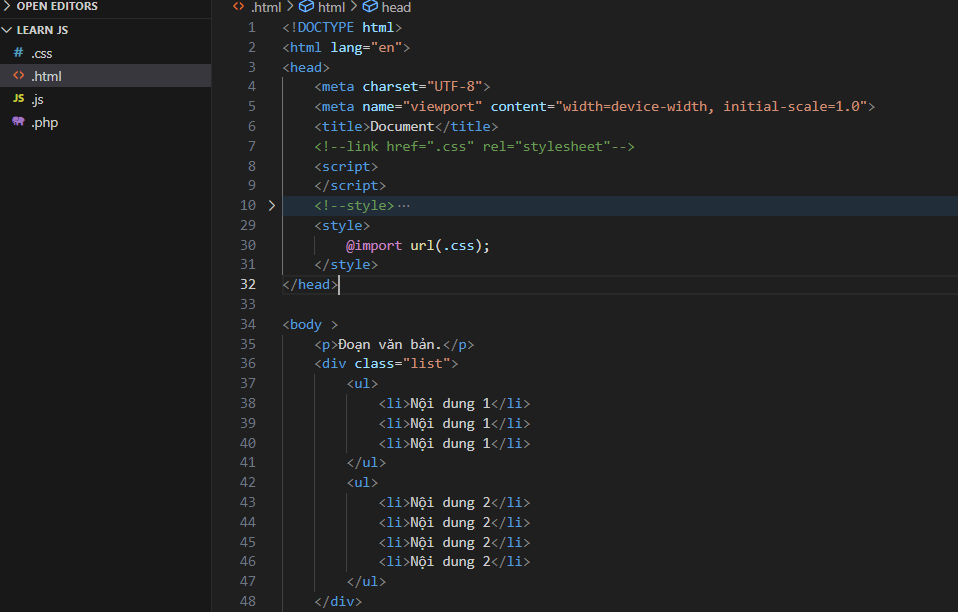 OPEN EDITORS
LEARN JS
# .css
<> .html
JS .js
.php
<> .html > html > head
1 <!DOCTYPE html>
2 <html lang="en">
3 <head>
4 <meta charset="UTF-8">
5 <meta name="viewport" content="width=device-width, initial-scale=1.0">
6 <title>Document</title>
7 <!--link href=".css" rel="stylesheet"-->
8 <script>
9 </script>
10 <!--style>···
29 <style>
30 @import url(.css);
31 </style>
32 </head>
33
34 <body >
35 <p>Đoạn văn bản.</p>
36 <div class="list">
37 <ul>
38 <li>Nội dung 1</li>
39 <li>Nội dung 1</li>
40 <li>Nội dung 1</li>
41 </ul>
42 <ul>
43 <li>Nội dung 2</li>
44 <li>Nội dung 2</li>
45 <li>Nội dung 2</li>
46 <li>Nội dung 2</li>
47 </ul>
48 </div>